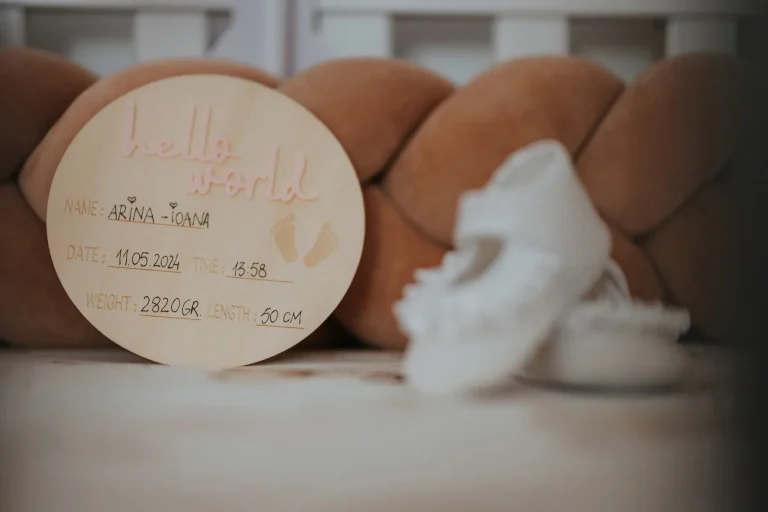 hello
world
NAME: ARINA-IOANA
DATE: 11.05.2024 TIME: 13:58
WEIGHT: 2820GR. LENGTH: 50 CM